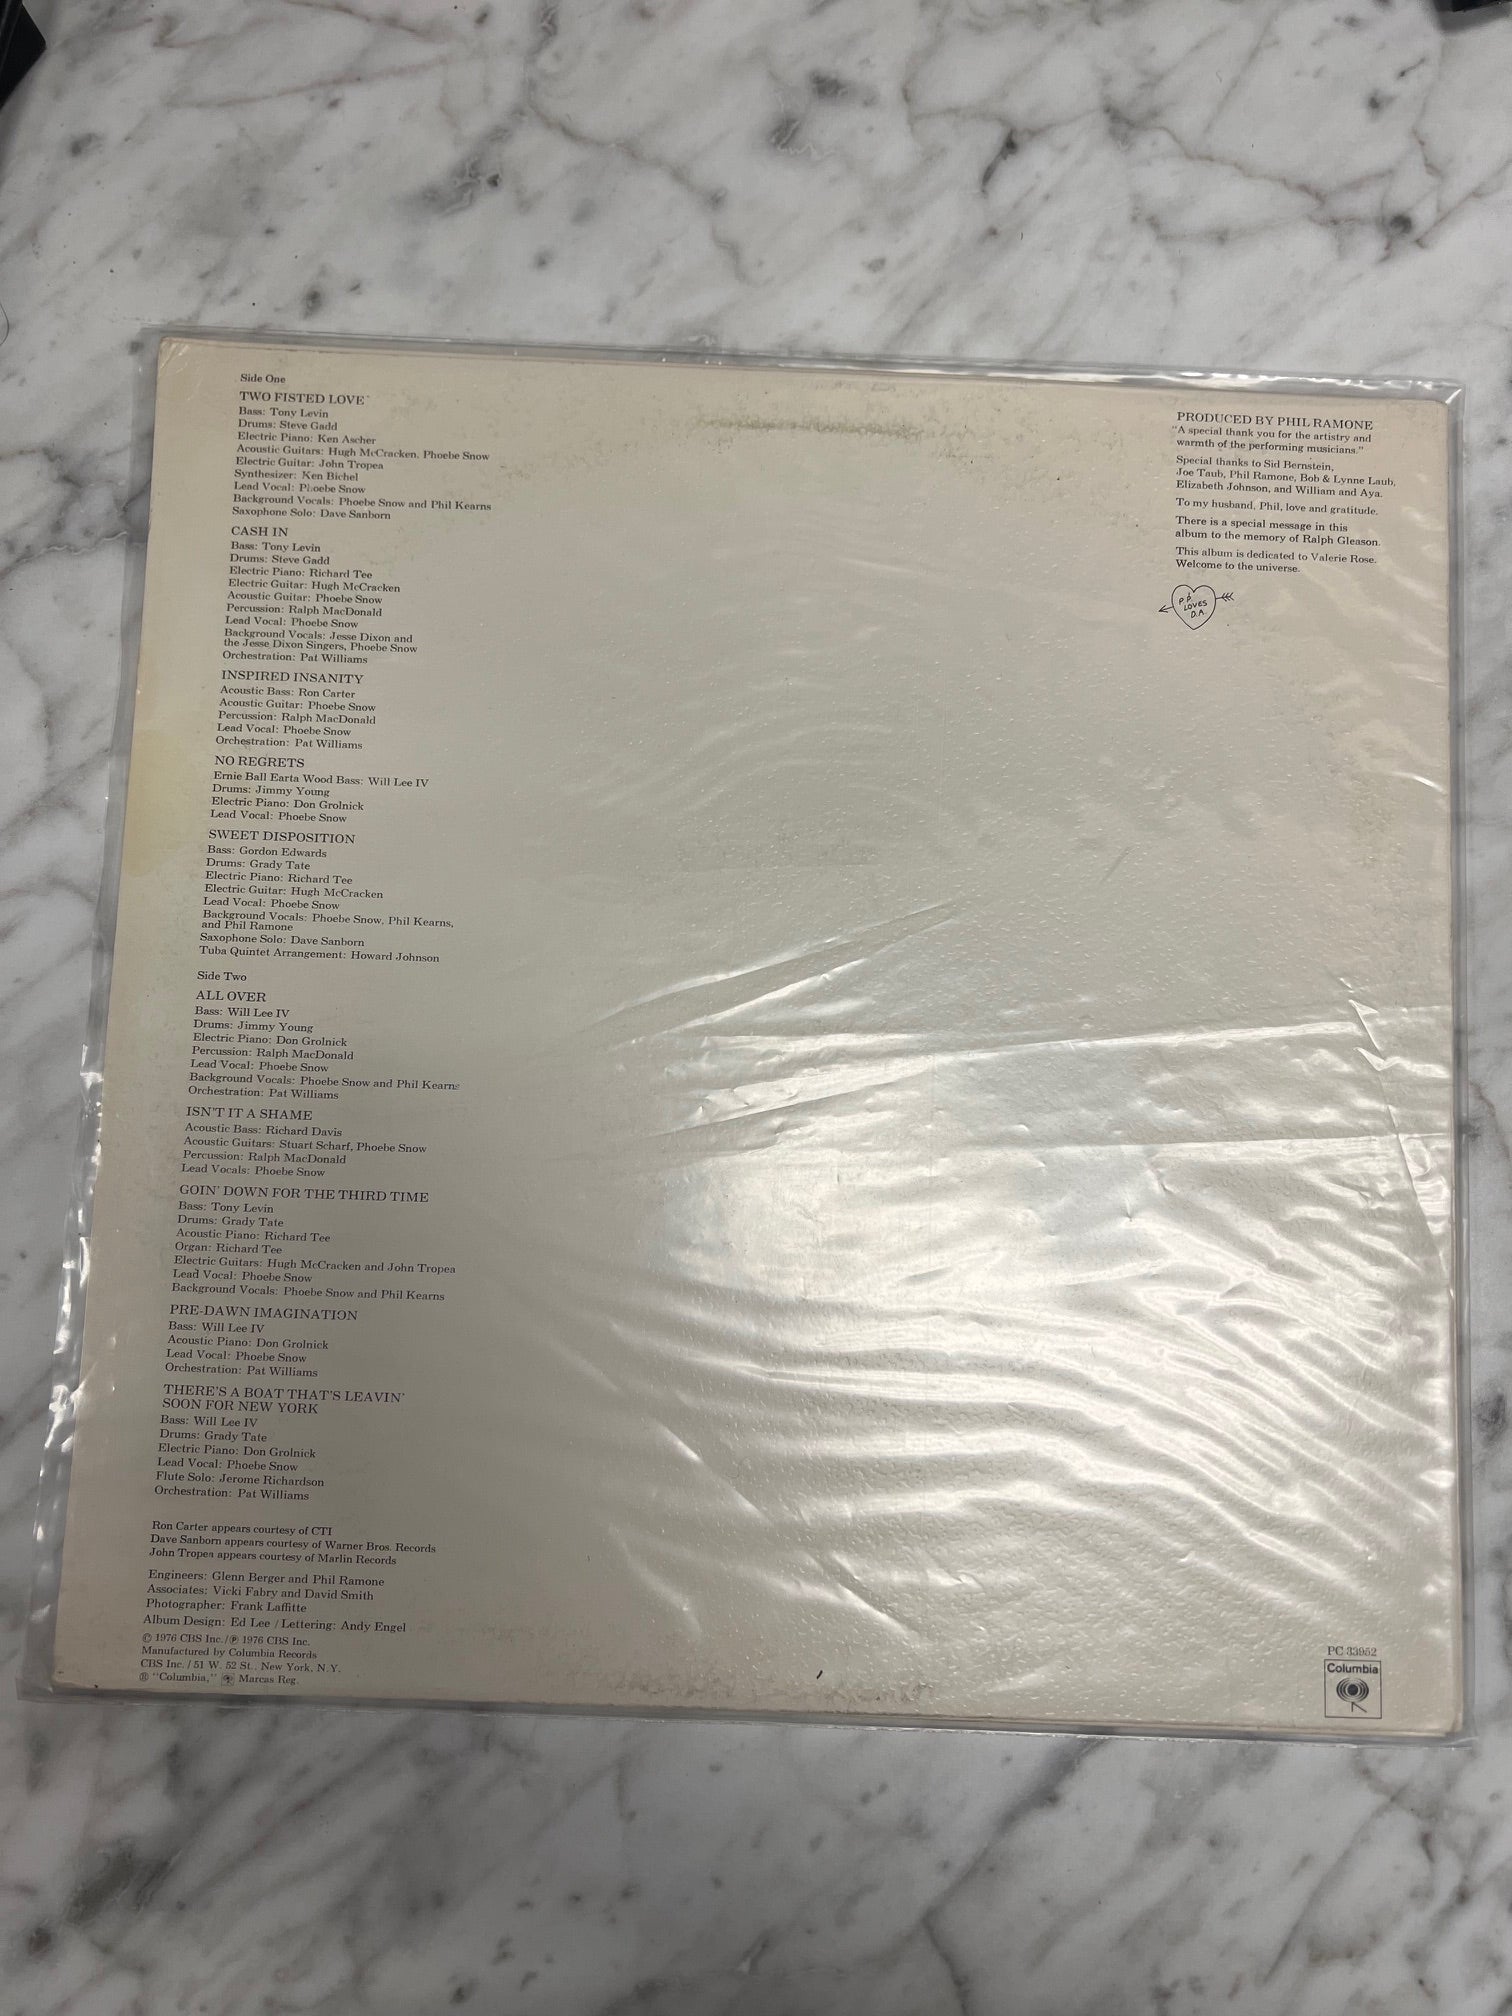 Side One
TWO FISTED LOVE
Bass: Tony Levin
Drums: Steve Gadd
Electric Piano: Ken Ascher
Acoustic Guitars: Hugh McCracken, Phoebe Snow
Electric Guitar: John Tropea
Synthesizer: Ken Bichel
Lead Vocal: Phoebe Snow
Background Vocals: Phoebe Snow and Phil Kearns
Saxophone Solo: Dave Sanborn
CASH IN
Bass: Tony Levin
Drums: Steve Gadd
Electric Piano: Richard Tee
Electric Guitar: Hugh McCracken
Acoustic Guitar: Phoebe Snow
Percussion: Ralph MacDonald
Lead Vocal: Phoebe Snow
Background Vocals: Jesse Dixon and
the Jesse Dixon Singers, Phoebe Snow
Orchestration: Pat Williams
INSPIRED INSANITY
Acoustic Bass: Ron Carter
Acoustic Guitar: Phoebe Snow
Percussion: Ralph MacDonald
Lead Vocal: Phoebe Snow
Orchestration: Pat Williams
NO REGRETS
Ernie Ball Earta Wood Bass: Will Lee IV
Drums: Jimmy Young
Electric Piano: Don Grolnick
Lead Vocal: Phoebe Snow
SWEET DISPOSITION
Bass: Gordon Edwards
Drums: Grady Tate
Electric Piano: Richard Tee
Electric Guitar: Hugh McCracken
Lead Vocal: Phoebe Snow
Background Vocals: Phoebe Snow, Phil Kearns,
and Phil Ramone
Saxophone Solo: Dave Sanborn
Tuba Quintet Arrangement: Howard Johnson
Side Two
ALL OVER
Bass: Will Lee IV
Drums: Jimmy Young
Electric Piano: Don Grolnick
Percussion: Ralph MacDonald
Lead Vocal: Phoebe Snow
Background Vocals: Phoebe Snow and Phil Kearns
Orchestration: Pat Williams
ISN'T IT A SHAME
Acoustic Bass: Richard Davis
Acoustic Guitars: Stuart Scharf, Phoebe Snow
Percussion: Ralph MacDonald
Lead Vocals: Phoebe Snow
GOIN' DOWN FOR THE THIRD TIME
Bass: Tony Levin
Drums: Grady Tate
Acoustic Piano: Richard Tee
Organ: Richard Tee
Electric Guitars: Hugh McCracken and John Tropea
Lead Vocal: Phoebe Snow
Background Vocals: Phoebe Snow and Phil Kearns
PRE-DAWN IMAGINATION
Bass: Will Lee IV
Acoustic Piano: Don Grolnick
Lead Vocal: Phoebe Snow
Orchestration: Pat Williams
THERE'S A BOAT THAT'S LEAVIN'
SOON FOR NEW YORK
Bass: Will Lee IV
Drums: Grady Tate
Electric Piano: Don Grolnick
Lead Vocal: Phoebe Snow
Flute Solo: Jerome Richardson
Orchestration: Pat Williams
Ron Carter appears courtesy of CTI
Dave Sanborn appears courtesy of Warner Bros. Records
John Tropea appears courtesy of Marlin Records
Engineers: Glenn Berger and Phil Ramone
Associates: Vicki Fabry and David Smith
Photographer: Frank Laffitte
Album Design: Ed Lee / Lettering: Andy Engel
© 1976 CBS Inc./℗ 1976 CBS Inc.
Manufactured by Columbia Records
CBS Inc. / 51 W. 52 St., New York, N.Y.
® "Columbia," Marcas Reg.
PRODUCED BY PHIL RAMONE
"A special thank you for the artistry and
warmth of the performing musicians."
Special thanks to Sid Bernstein,
Joe Taub, Phil Ramone, Bob & Lynne Laub,
Elizabeth Johnson, and William and Aya.
To my husband, Phil, love and gratitude.
There is a special message in this
album to the memory of Ralph Gleason.
This album is dedicated to Valerie Rose.
Welcome to the universe.
LOVES
D.A.
PC 33952
Columbia